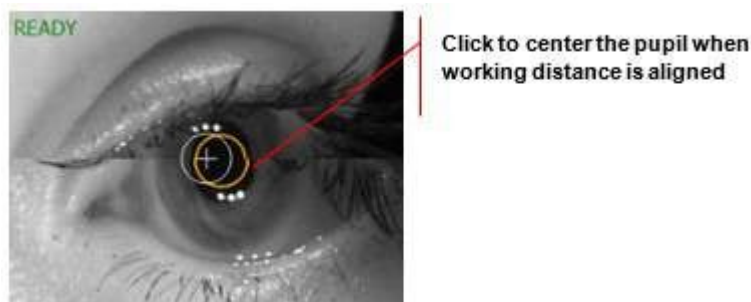 READY
Click to center the pupil when
working distance is aligned